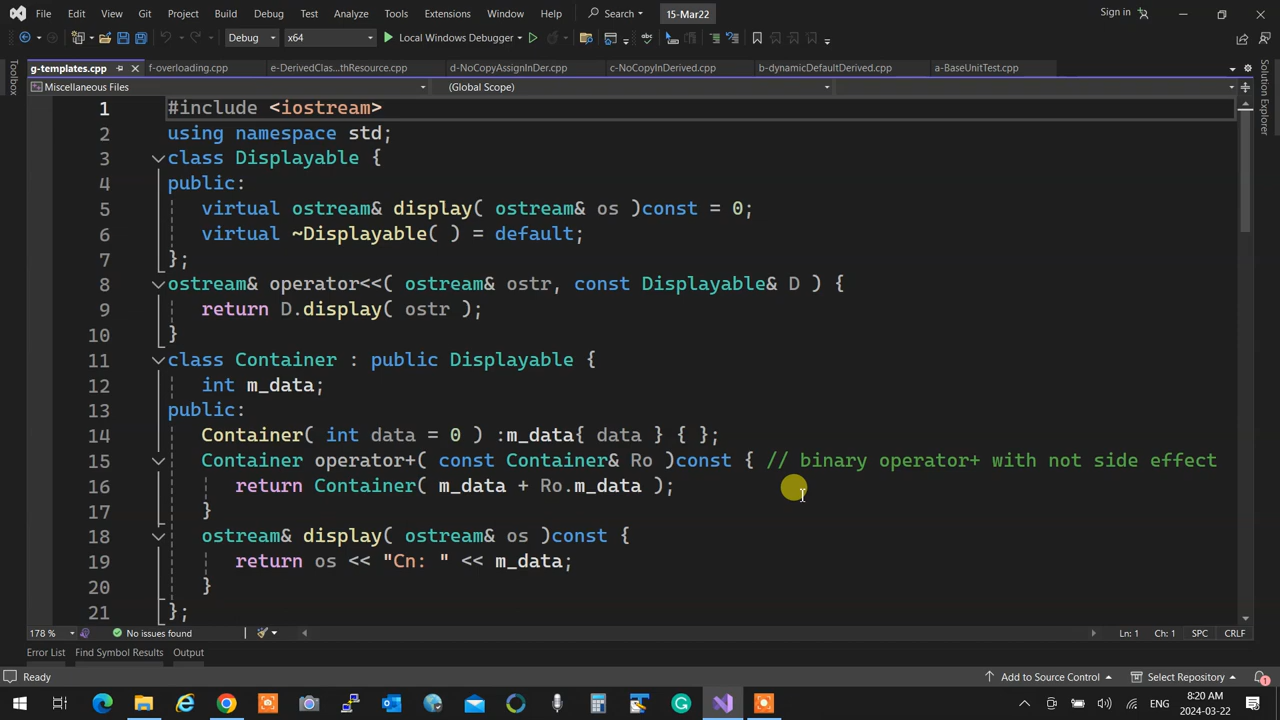 File Edit View Git Project Build Debug Test Analyze Tools Extensions Window Help Search 15-Mar22 Sign in
Debug x64 Local Windows Debugger
g-templates.cpp f-overloading.cpp e-DerivedClas...thResource.cpp d-NoCopyAssignInDer.cpp c-NoCopyInDerived.cpp b-dynamicDefaultDerived.cpp a-BaseUnitTest.cpp
Miscellaneous Files (Global Scope)
Toolbox
Solution Explorer
1 #include <iostream>
2 using namespace std;
3 class Displayable {
4 public:
5 virtual ostream& display( ostream& os )const = 0;
6 virtual ~Displayable( ) = default;
7 };
8 ostream& operator<<( ostream& ostr, const Displayable& D ) {
9 return D.display( ostr );
10 }
11 class Container : public Displayable {
12 int m_data;
13 public:
14 Container( int data = 0 ) :m_data{ data } { };
15 Container operator+( const Container& Ro )const { // binary operator+ with not side effect
16 return Container( m_data + Ro.m_data );
17 }
18 ostream& display( ostream& os )const {
19 return os << "Cn: " << m_data;
20 }
21 };
178 % No issues found Ln: 1 Ch: 1 SPC CRLF
Error List Find Symbol Results Output
Ready Add to Source Control Select Repository 1
ENG 8:20 AM 2024-03-22